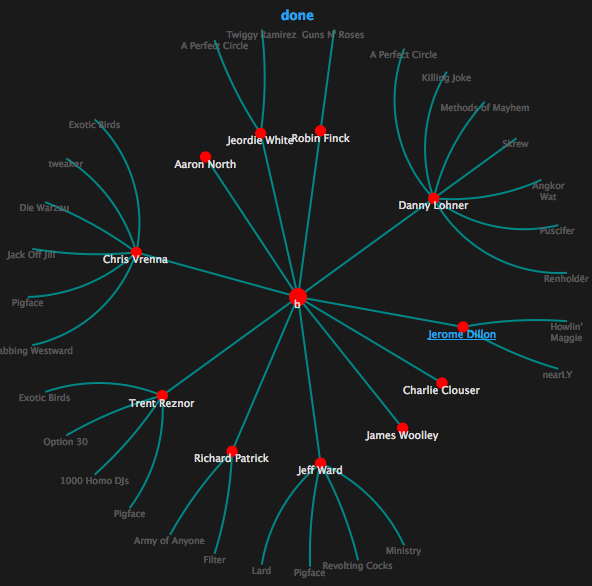 done
Twiggy Ramirez
Guns N' Roses
A Perfect Circle
A Perfect Circle
Killing Joke
Methods of Mayhem
Exotic Birds
Jeordie White
Robin Finck
Skrew
Aaron North
tweaker
Angkor
Wat
Danny Lohner
Die Warzau
Puscifer
Jack Off Jill
Chris Vrenna
Renholdër
Pigface
b
Howlin'
Maggie
Jerome Dillon
abbing Westward
nearLY
Charlie Clouser
Exotic Birds
Trent Reznor
James Woolley
Option 30
Richard Patrick
Jeff Ward
1000 Homo DJs
Pigface
Army of Anyone
Ministry
Filter
Revolting Cocks
Lard
Pigface